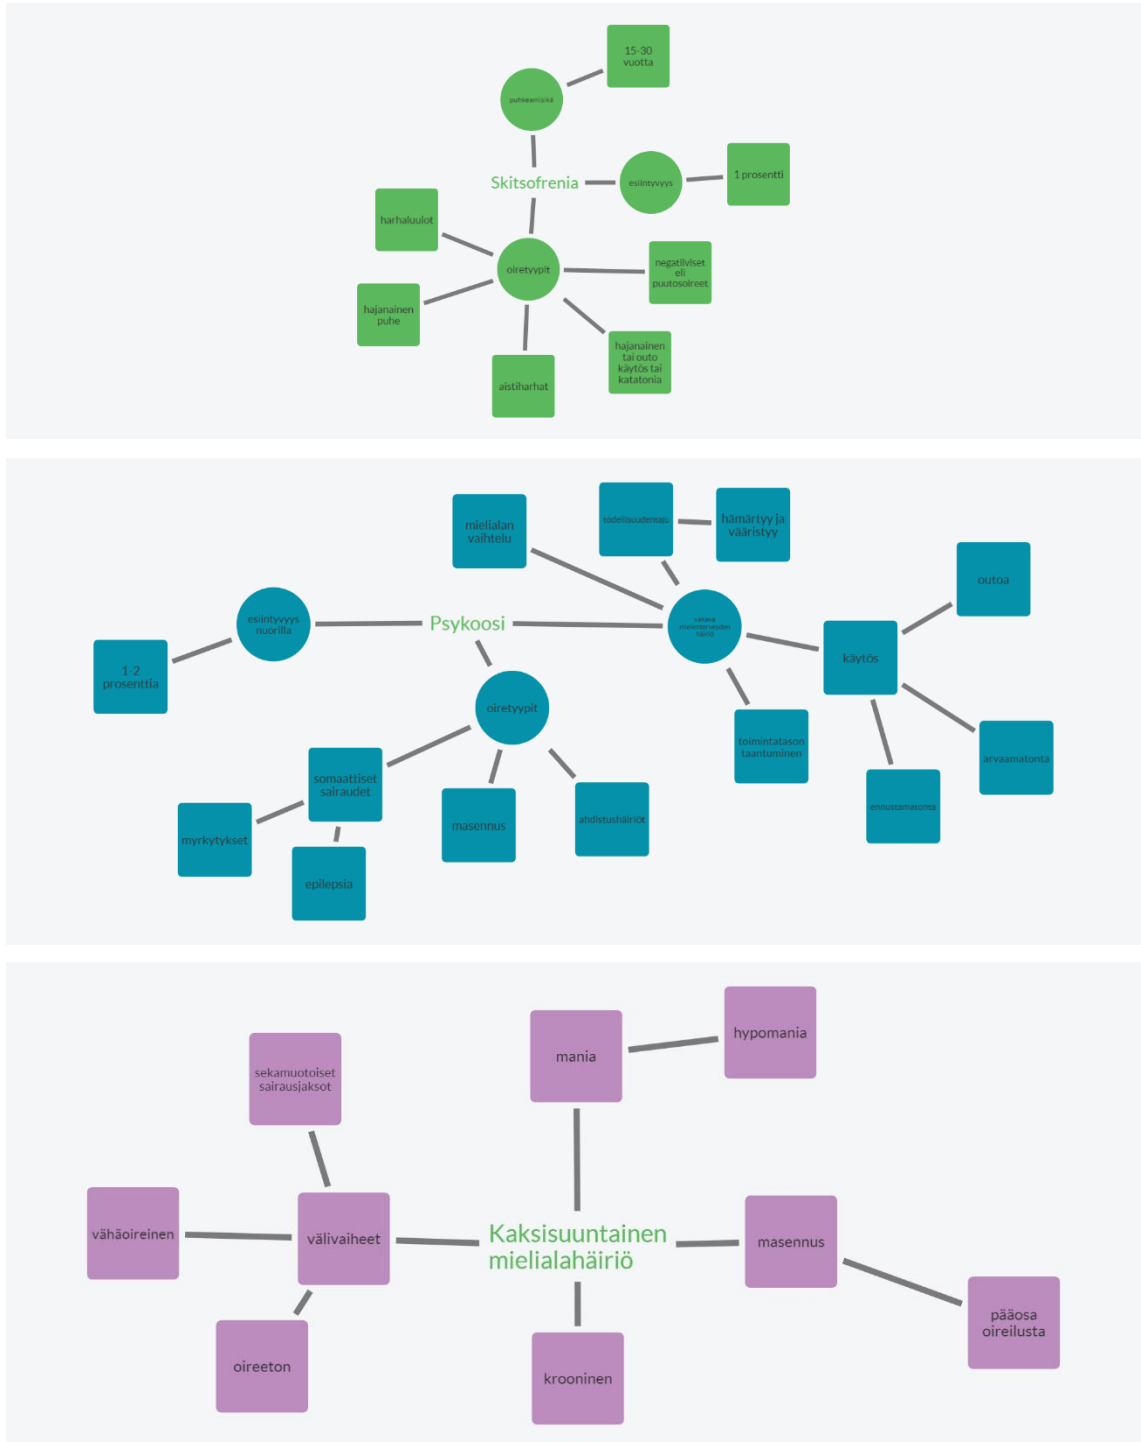 15-30
vuotta
puhkeamisikä
Skitsofrenia
esiintyvyys
1 prosentti
harhaluulot
oiretyypit
negatiiviset
eli
puutosoireet
hajanainen
puhe
hajanainen
tai outo
käytös tai
katatonia
aistiharhat
mielialan
vaihtelu
todellisuudentaju
hämärtyy ja
vääristyy
outoa
esiintyvyys
nuorilla
Psykoosi
vakava
mielenterveyden
häiriö
käytös
1-2
prosenttia
oiretyypit
toimintatason
taantuminen
arvaamatonta
somaattiset
sairaudet
ennustamatonta
myrkytykset
masennus
ahdistushäiriöt
epilepsia
hypomania
mania
sekamuotoiset
sairausjaksot
vähäoireinen
välivaiheet
Kaksisuuntainen
mielialahäiriö
masennus
pääosa
oireilusta
oireeton
krooninen